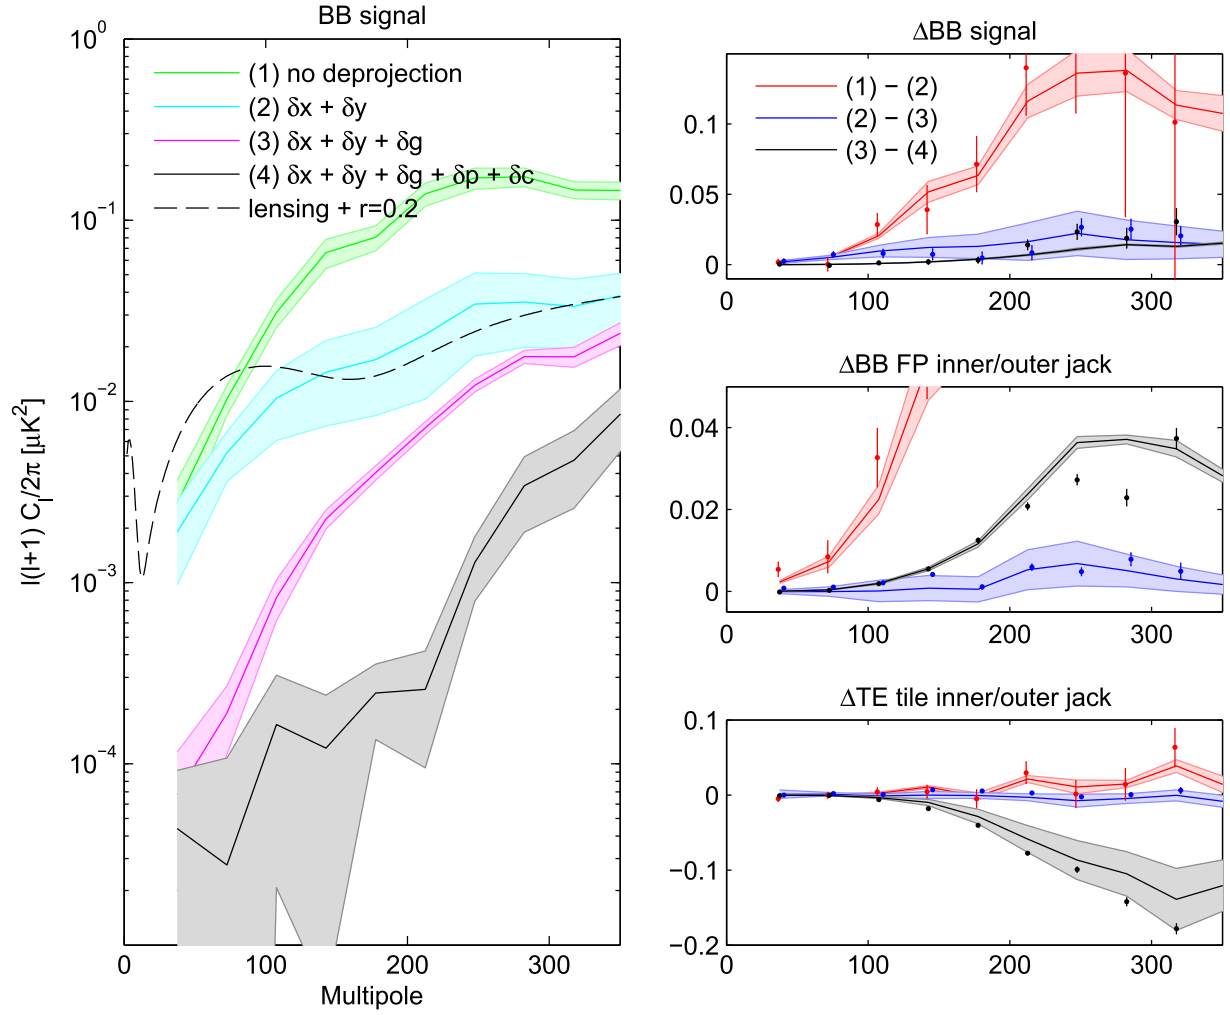 BB signal
10^0
10^−1
10^−2
10^−3
10^−4
l(l+1) C_l/2π [μK^2]
(1) no deprojection
(2) δx + δy
(3) δx + δy + δg
(4) δx + δy + δg + δp + δc
lensing + r=0.2
0
100
200
300
Multipole
ΔBB signal
(1) − (2)
(2) − (3)
(3) − (4)
0.1
0.05
0
0
100
200
300
ΔBB FP inner/outer jack
0.04
0.02
0
0
100
200
300
ΔTE tile inner/outer jack
0.1
0
−0.1
−0.2
0
100
200
300